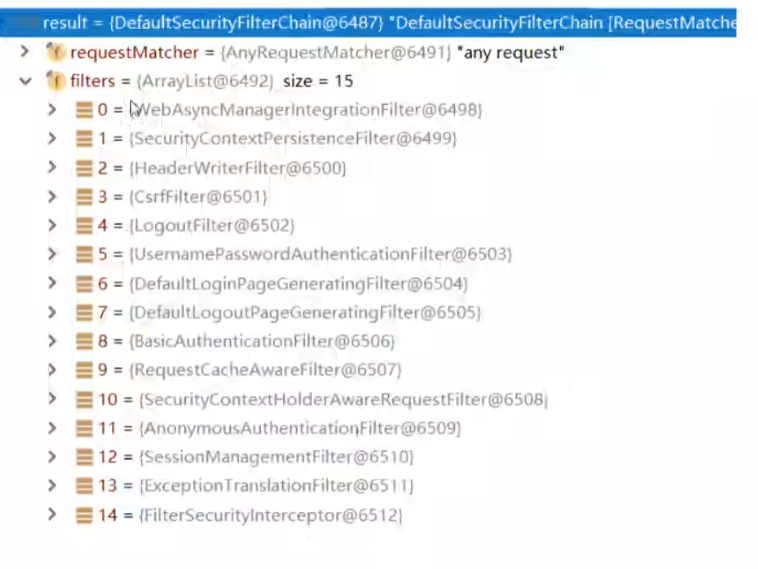 result = {DefaultSecurityFilterChain@6487} "DefaultSecurityFilterChain [RequestMatche
requestMatcher = {AnyRequestMatcher@6491} "any request"
filters = {ArrayList@6492} size = 15
0 = {WebAsyncManagerIntegrationFilter@6498}
1 = {SecurityContextPersistenceFilter@6499}
2 = {HeaderWriterFilter@6500}
3 = {CsrfFilter@6501}
4 = {LogoutFilter@6502}
5 = {UsernamePasswordAuthenticationFilter@6503}
6 = {DefaultLoginPageGeneratingFilter@6504}
7 = {DefaultLogoutPageGeneratingFilter@6505}
8 = {BasicAuthenticationFilter@6506}
9 = {RequestCacheAwareFilter@6507}
10 = {SecurityContextHolderAwareRequestFilter@6508}
11 = {AnonymousAuthenticationFilter@6509}
12 = {SessionManagementFilter@6510}
13 = {ExceptionTranslationFilter@6511}
14 = {FilterSecurityInterceptor@6512}